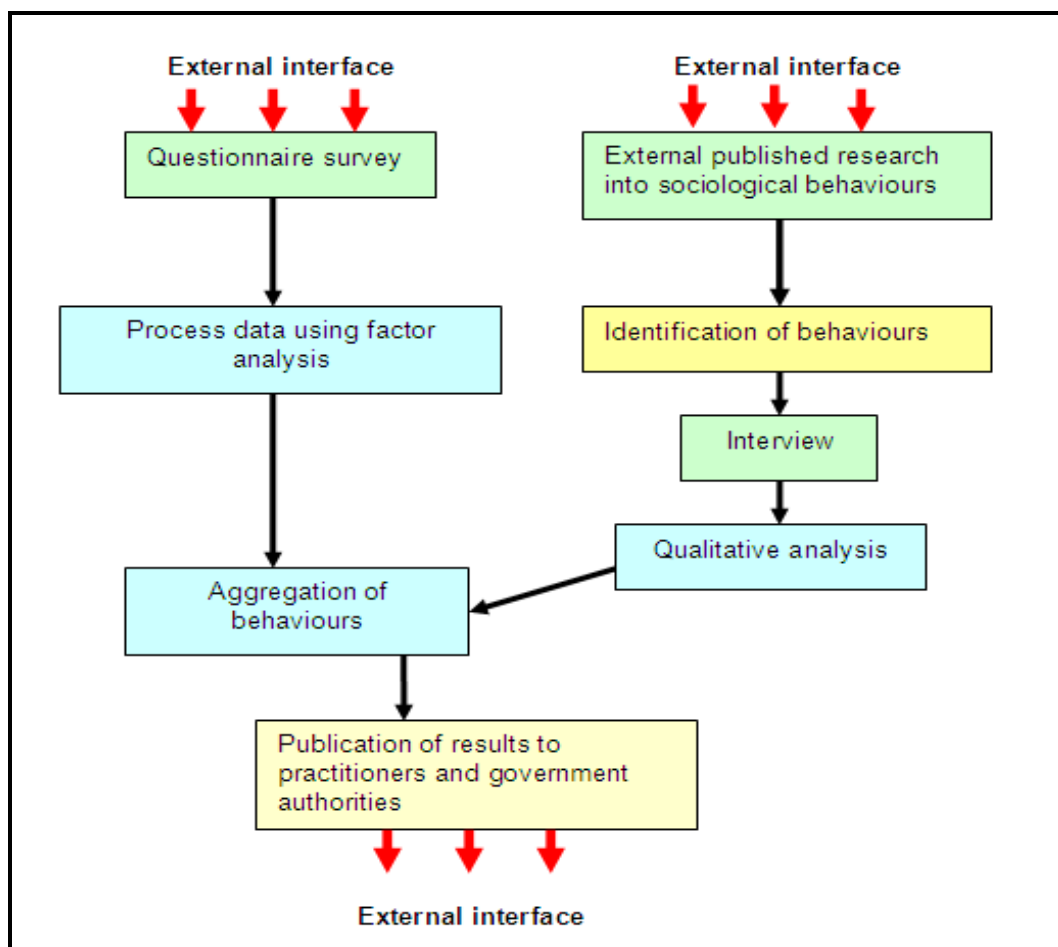 External interface
External interface
Questionnaire survey
External published research
into sociological behaviours
Process data using factor
analysis
Identification of behaviours
Interview
Qualitative analysis
Aggregation of
behaviours
Publication of results to
practitioners and government
authorities
External interface